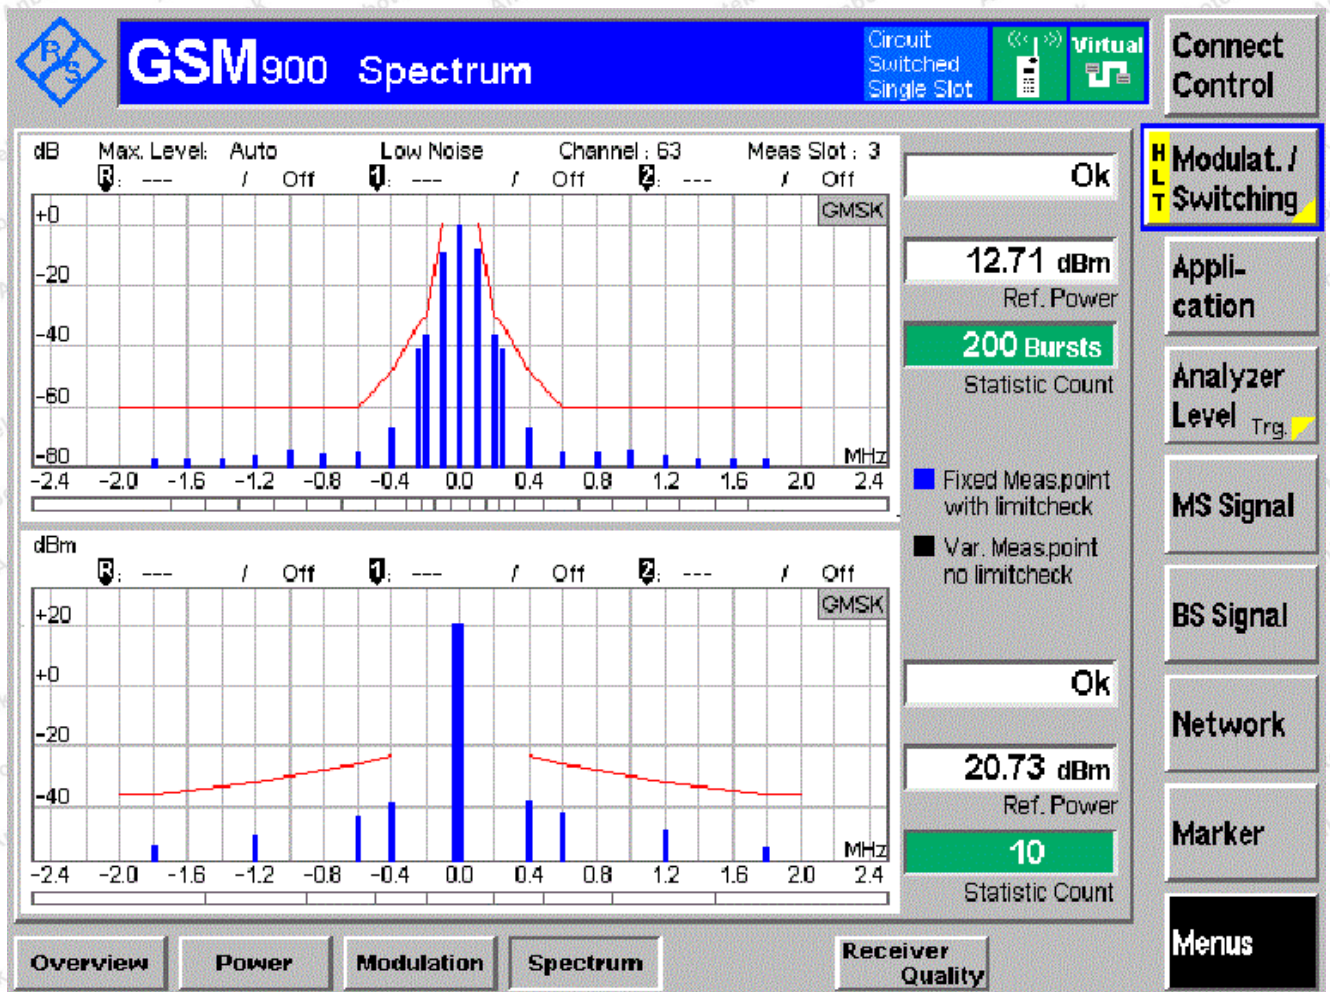 R S
GSM900 Spectrum
Circuit
Switched
Single Slot
Virtual
Connect
Control
dB Max. Level: Auto Low Noise Channel : 63 Meas Slot : 3
R : --- / Off 1 : --- / Off 2 : --- / Off
GMSK
+0
-20
-40
-60
-80
MHz
-2.4 -2.0 -1.6 -1.2 -0.8 -0.4 0.0 0.4 0.8 1.2 1.6 2.0 2.4
Ok
12.71 dBm
Ref. Power
200 Bursts
Statistic Count
Fixed Meas.point
with limitcheck
Var. Meas.point
no limitcheck
dBm
R : --- / Off 1 : --- / Off 2 : --- / Off
GMSK
+20
+0
-20
-40
MHz
-2.4 -2.0 -1.6 -1.2 -0.8 -0.4 0.0 0.4 0.8 1.2 1.6 2.0 2.4
Ok
20.73 dBm
Ref. Power
10
Statistic Count
HLT
Modulat. /
Switching
Appli-
cation
Analyzer
Level Trg.
MS Signal
BS Signal
Network
Marker
Menus
Overview Power Modulation Spectrum Receiver
Quality